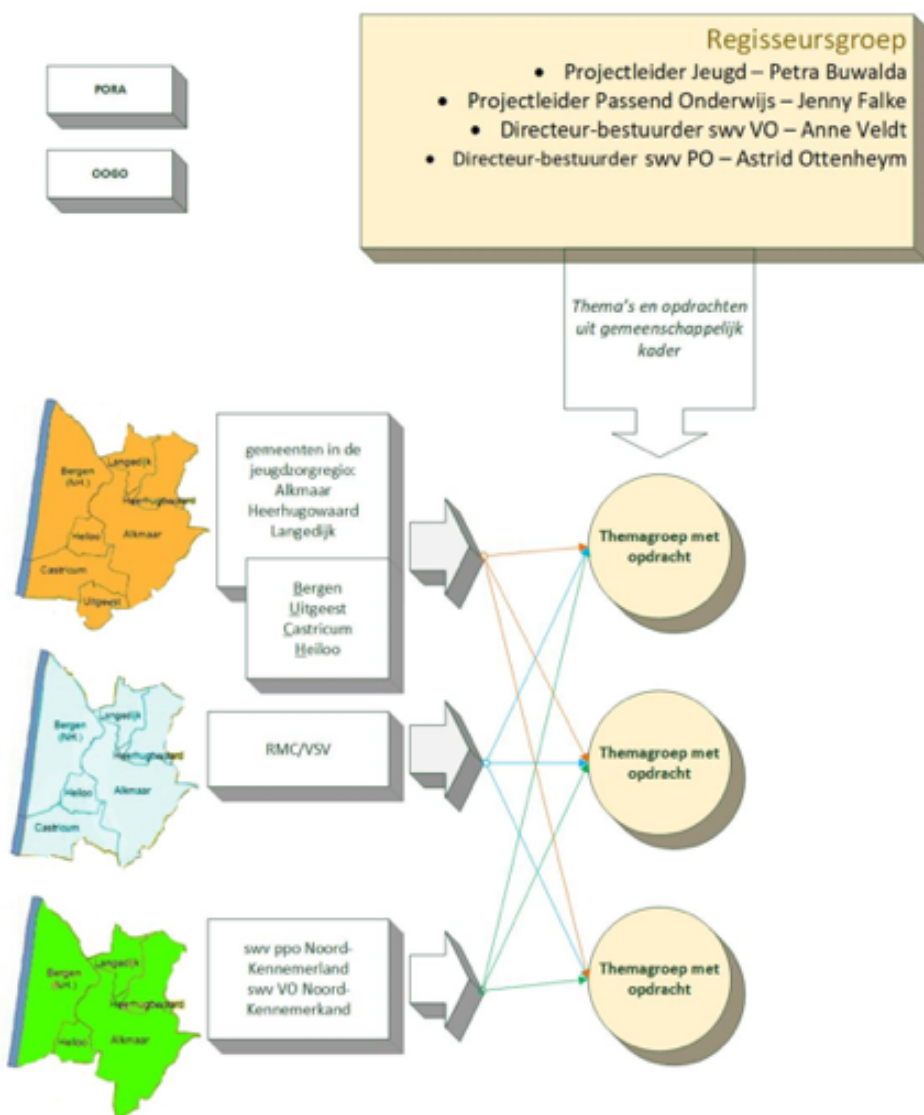 PORA
OOGO
Regisseursgroep
• Projectleider Jeugd – Petra Buwalda
• Projectleider Passend Onderwijs – Jenny Falke
• Directeur-bestuurder swv VO – Anne Veldt
• Directeur-bestuurder swv PO – Astrid Ottenheym
Thema's en opdrachten
uit gemeenschappelijk
kader
Bergen
(NH.)
Langedijk
Heerhugowaard
Heiloo
Alkmaar
Castricum
Uitgeest
gemeenten in de
jeugdzorgregio:
Alkmaar
Heerhugowaard
Langedijk
Bergen
Uitgeest
Castricum
Heiloo
Themagroep met
opdracht
Bergen
(NH.)
Langedijk
Heerhugowaard
Heiloo
Alkmaar
Castricum
RMC/VSV
Themagroep met
opdracht
Bergen
(NH.)
Langedijk
Heerhugowaard
Heiloo
Alkmaar
swv ppo Noord-
Kennemerland
swv VO Noord-
Kennemerkand
Themagroep met
opdracht